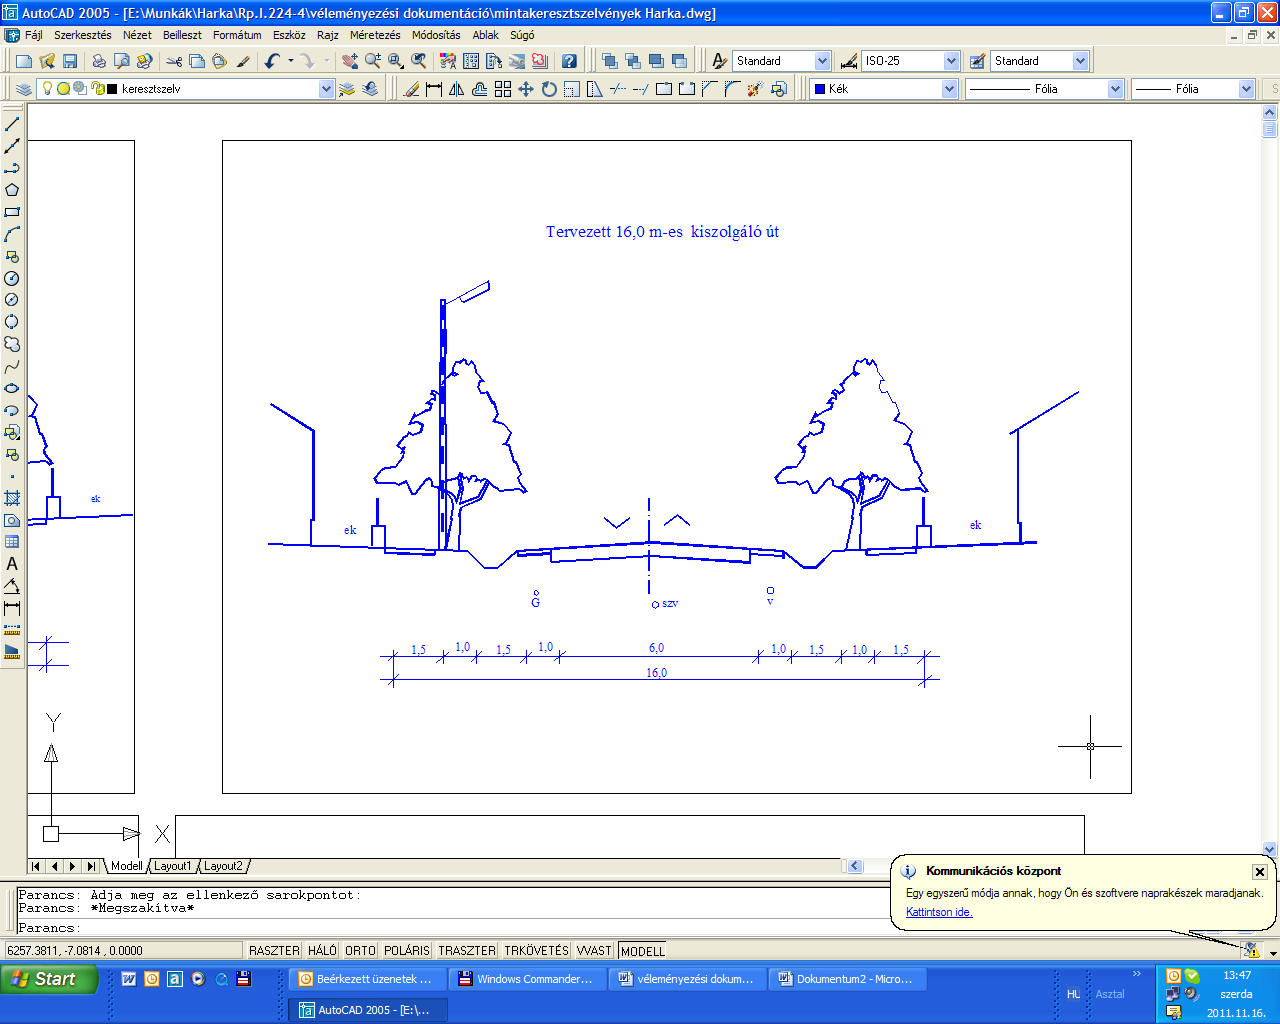 AutoCAD 2005 - [E:\Munkák\Harka\Rp.I.224-4\véleményezési dokumentáció\mintakeresztszelvények Harka.dwg]
Fájl Szerkesztés Nézet Beilleszt Formátum Eszköz Rajz Méretezés Módosítás Ablak Súgó
Standard ISO-25 Standard
keresztszelv Kék Fólia Fólia S
Tervezett 16,0 m-es kiszolgáló út
ek
ek
ek
G
szv
v
1,5 1,0 1,5 1,0 6,0 1,0 1,5 1,0 1,5
16,0
Y
X
A
Modell Layout1 Layout2
Parancs: Adja meg az ellenkező sarokpontot:
Parancs: *Megszakítva*
Parancs:
Kommunikációs központ
Egy egyszerű módja annak, hogy Ön és szoftvere naprakészek maradjanak.
Kattintson ide.
6257.3811, -7.0814 , 0.0000 RASZTER HÁLÓ ORTO POLÁRIS TRASZTER TRKÖVETÉS VVAST MODELL
Start
Beérkezett üzenetek ...
Windows Commander...
véleményezési dokum...
Dokumentum2 - Micro...
AutoCAD 2005 - [E:\...
HU
Asztal
13:47
szerda
2011.11.16.